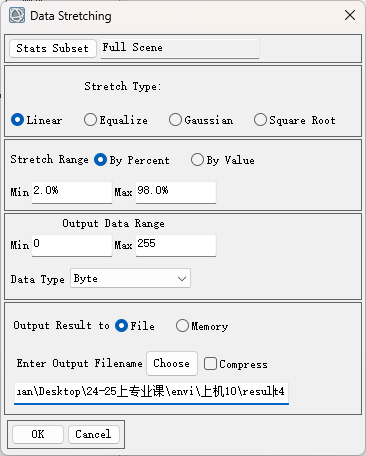 Data Stretching
Stats Subset Full Scene
Stretch Type:
Linear Equalize Gaussian Square Root
Stretch Range By Percent By Value
Min 2.0% Max 98.0%
Output Data Range
Min 0 Max 255
Data Type Byte
Output Result to File Memory
Enter Output Filename Choose Compress
\Desktop\24-25上专业课\envi\上机10\result4
OK Cancel